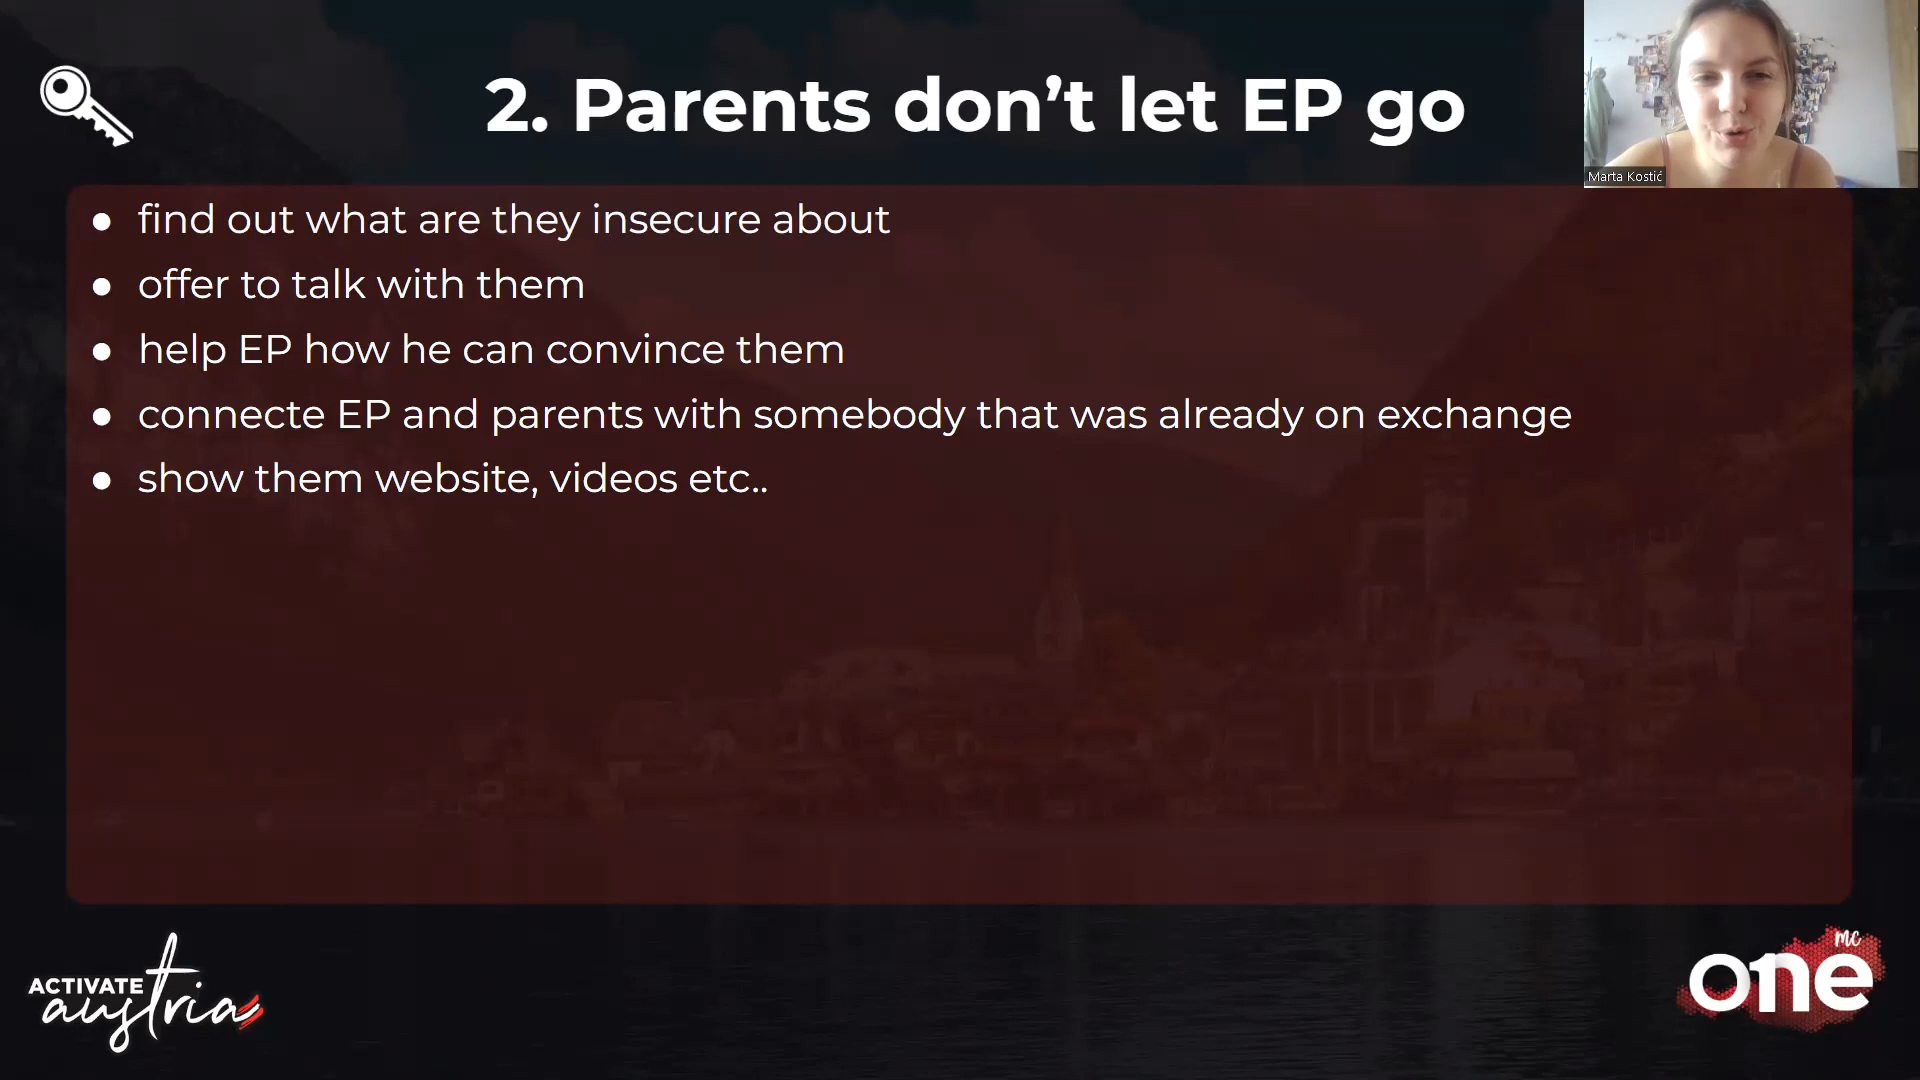 2. Parents don’t let EP go
Marta Kostić
● find out what are they insecure about
● offer to talk with them
● help EP how he can convince them
● connecte EP and parents with somebody that was already on exchange
● show them website, videos etc..
ACTIVATE
austria
mc
one